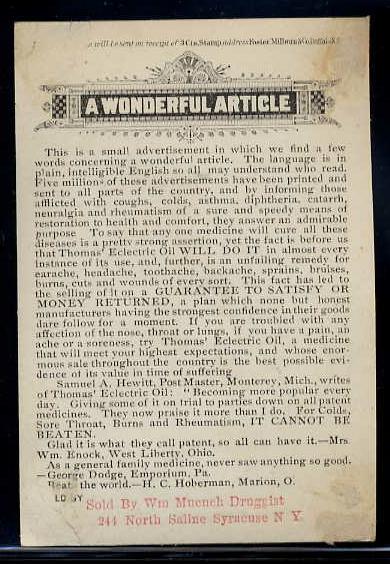 a will be sent on receipt of 3 Cts. Stamp address Foster Milburn & Co Buffalo
A WONDERFUL ARTICLE
This is a small advertisement in which we find a few
words concerning a wonderful article. The language is in
plain, intelligible English so all may understand who read.
Five millions of these advertisements have been printed and
sent to all parts of the country, and by informing those
afflicted with coughs, colds, asthma, diphtheria, catarrh,
neuralgia and rheumatism of a sure and speedy means of
restoration to health and comfort, they answer an admirable
purpose To say that any one medicine will cure all these
diseases is a pretty strong assertion, yet the fact is before us
that Thomas' Eclectric Oil WILL DO IT in almost every
instance of its use, and, further, is an unfailing remedy for
earache, headache, toothache, backache, sprains, bruises,
burns, cuts and wounds of every sort. This fact has led to
the selling of it on a GUARANTEE TO SATISFY OR
MONEY RETURNED, a plan which none but honest
manufacturers having the strongest confidence in their goods
dare follow for a moment. If you are troubled with any
affection of the nose, throat or lungs, if you have a pain, an
ache or a soreness, try Thomas' Eclectric Oil, a medicine
that will meet your highest expectations, and whose enor-
mous sale throughout the country is the best possible evi-
dence of its value in time of suffering
Samuel A. Hewitt, Post Master, Monterey, Mich., writes
of Thomas' Eclectric Oil: "Becoming more popular every
day. Giving some of it on trial to parties down on all patent
medicines. They now praise it more than I do. For Colds,
Sore Throat, Burns and Rheumatism, IT CANNOT BE
BEATEN.
Glad it is what they call patent, so all can have it.—Mrs.
Wm. Enock, West Liberty, Ohio.
As a general family medicine, never saw anything so good.
—George Dodge, Emporium, Pa.
Beat the world.—H. C. Hoberman, Marion, O.
Sold By Wm Muench Druggist
244 North Saline Syracuse N Y